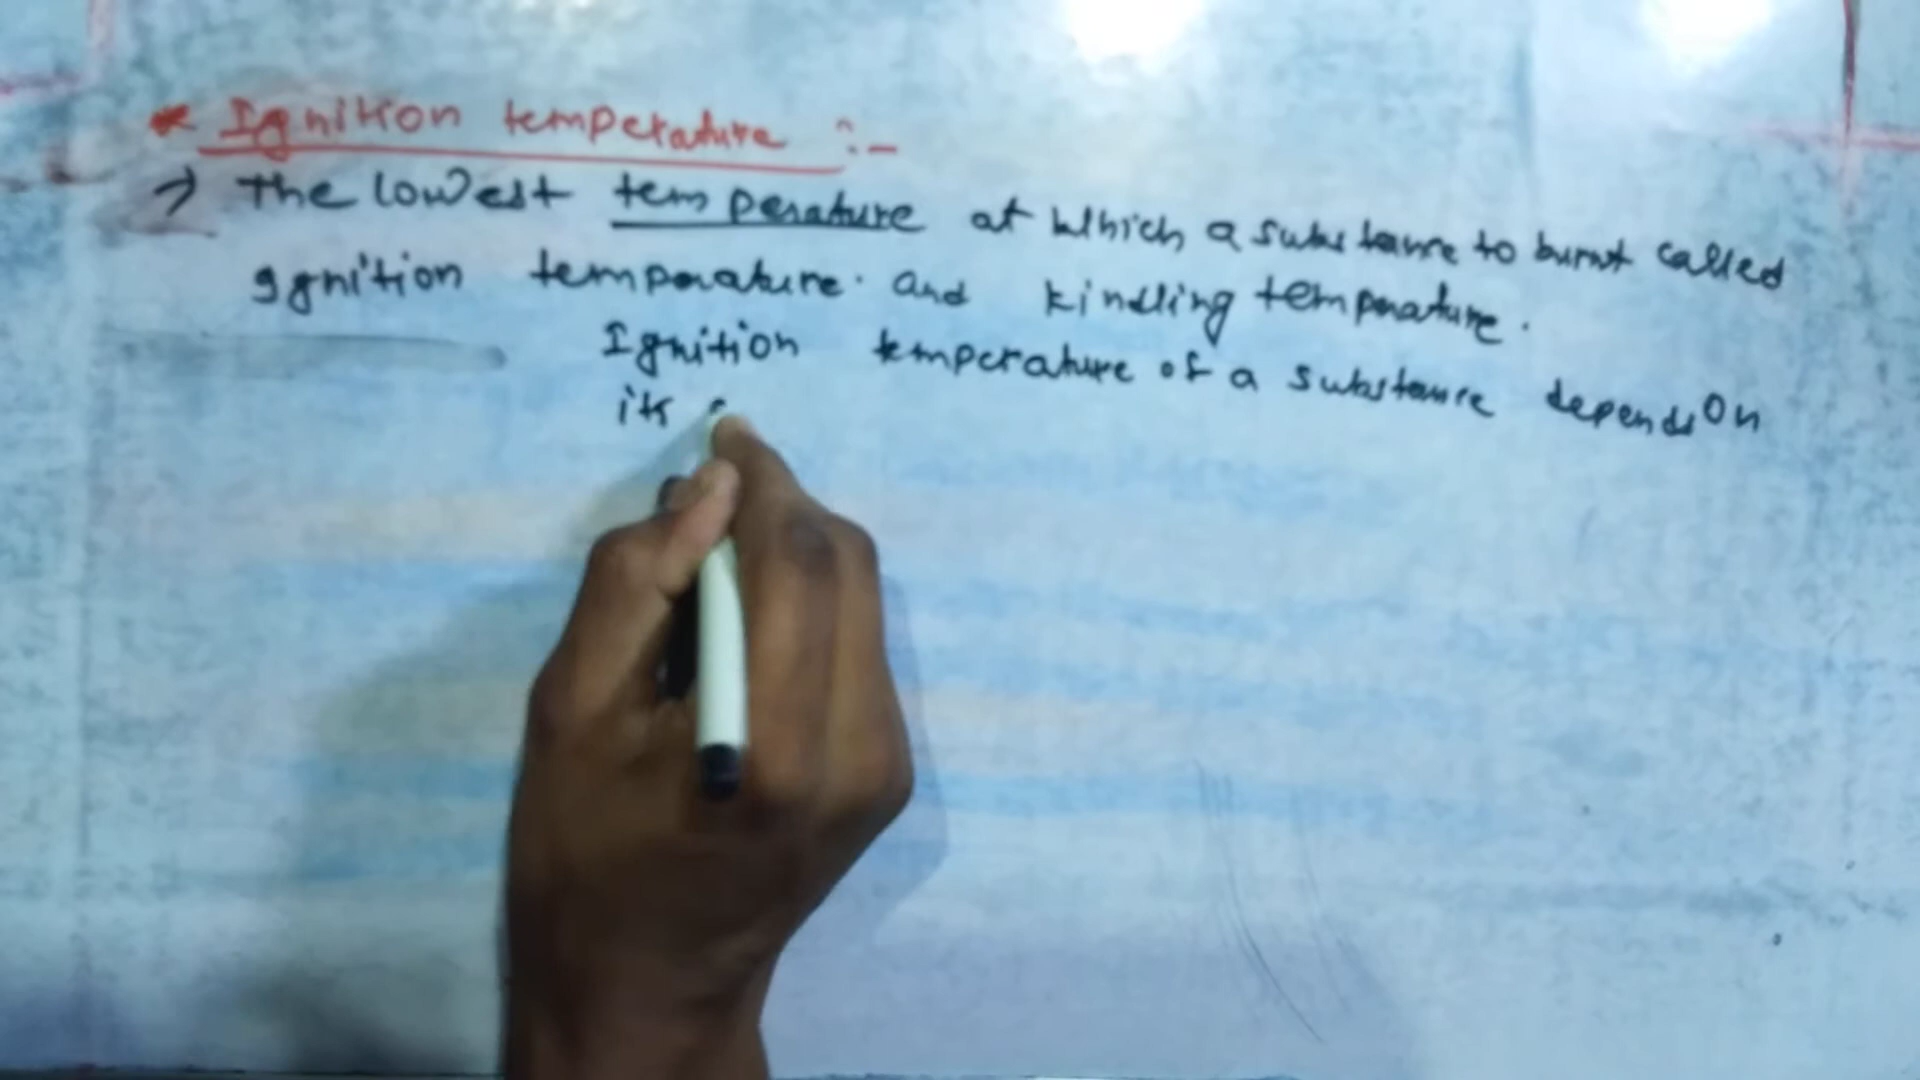 * Ignition temperature :-
→ The lowest temperature at which a substance to burnt called
Ignition temperature. and kindling temperature.
Ignition temperature of a substance depends on
its